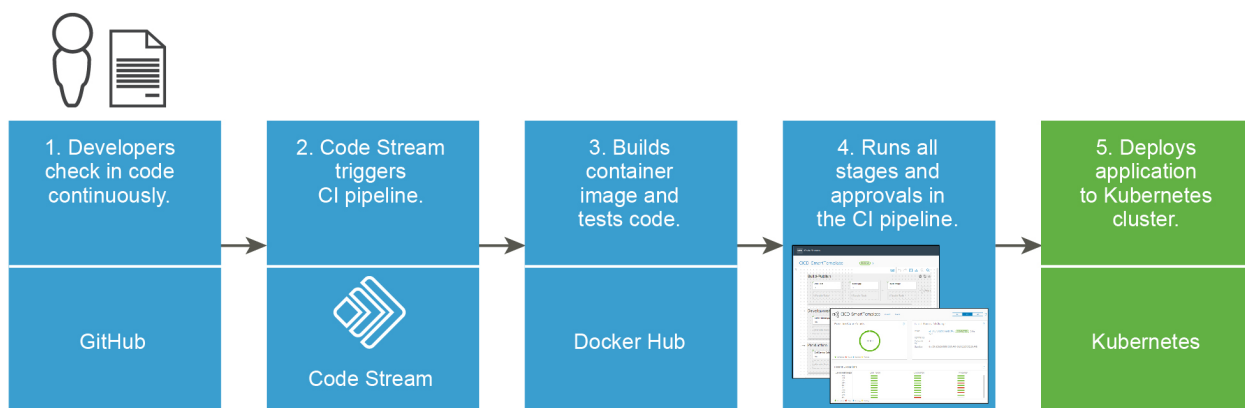 1. Developers
check in code
continuously.
GitHub
2. Code Stream
triggers
CI pipeline.
Code Stream
3. Builds
container
image and
tests code.
Docker Hub
4. Runs all
stages and
approvals in
the CI pipeline.
CICD SmartTemplate
5. Deploys
application
to Kubernetes
cluster.
Kubernetes